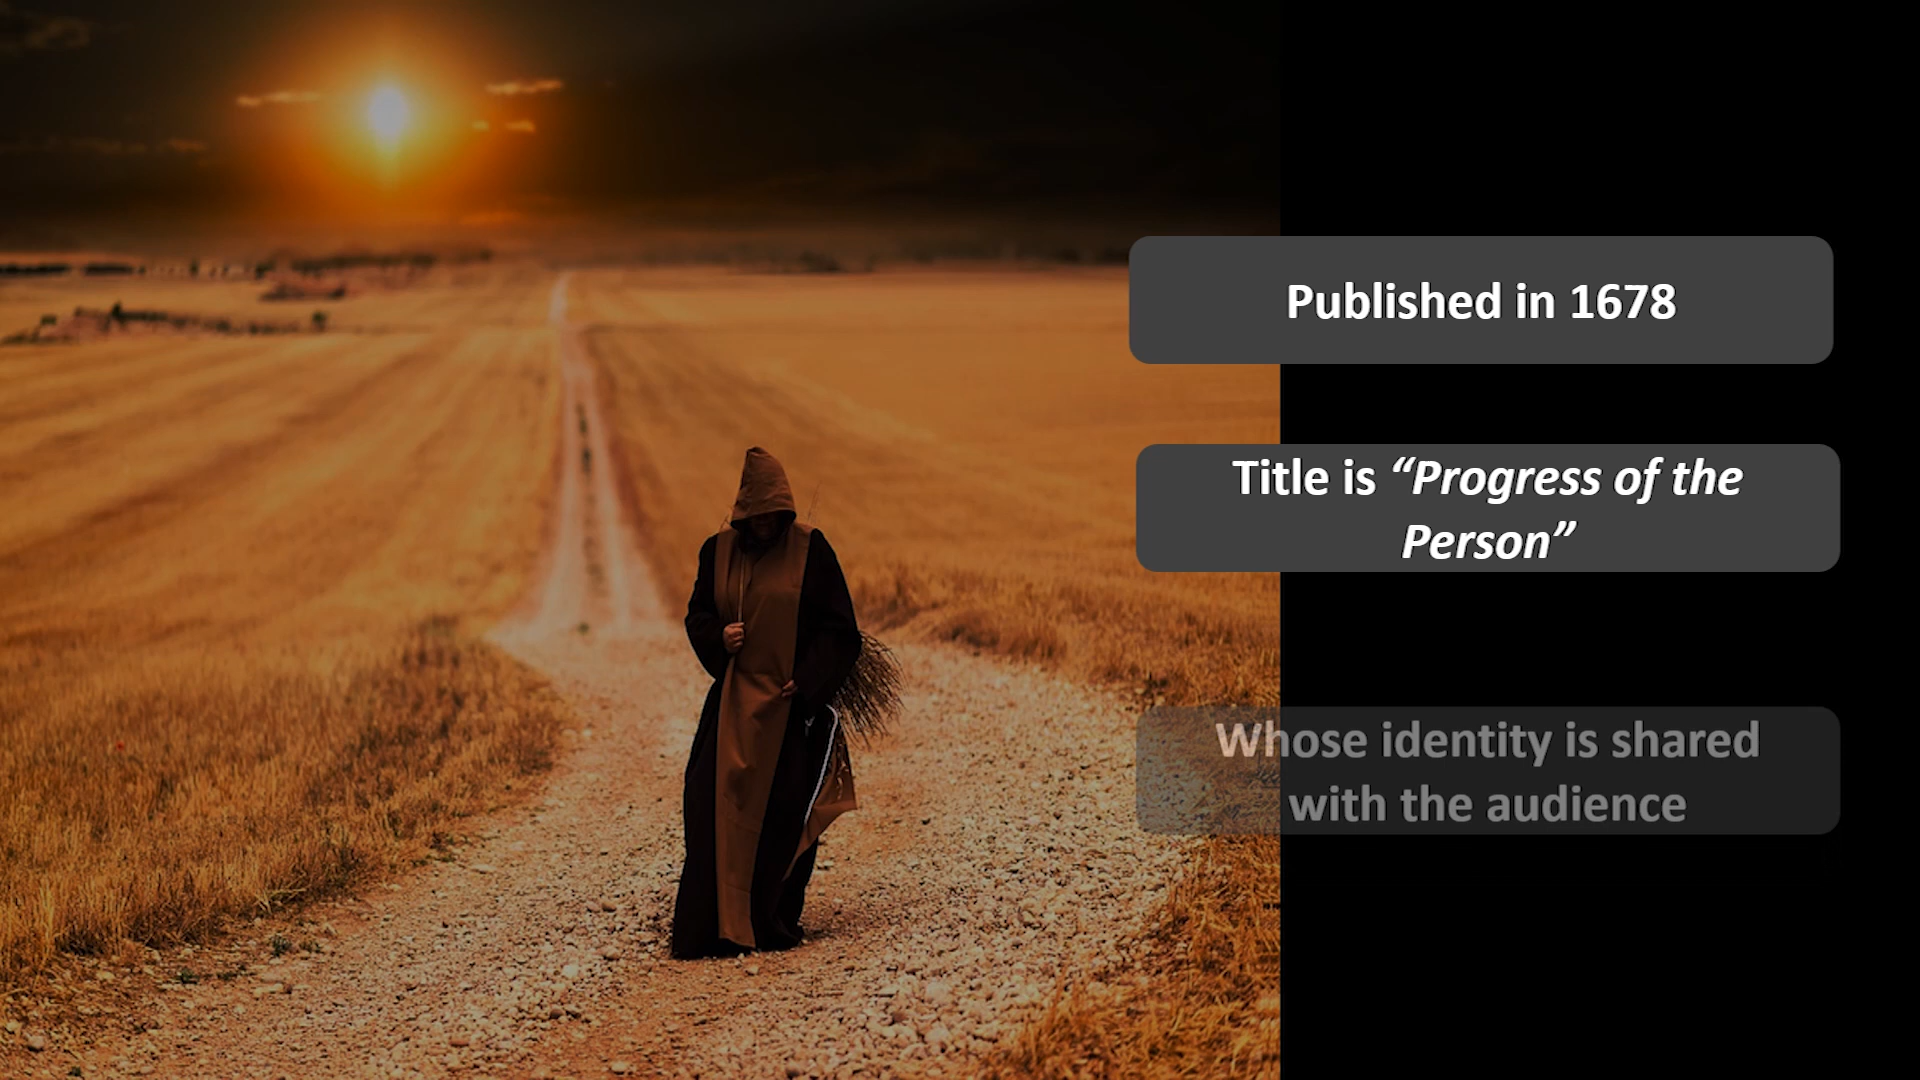 Published in 1678
Title is “Progress of the
Person”
Whose identity is shared
with the audience